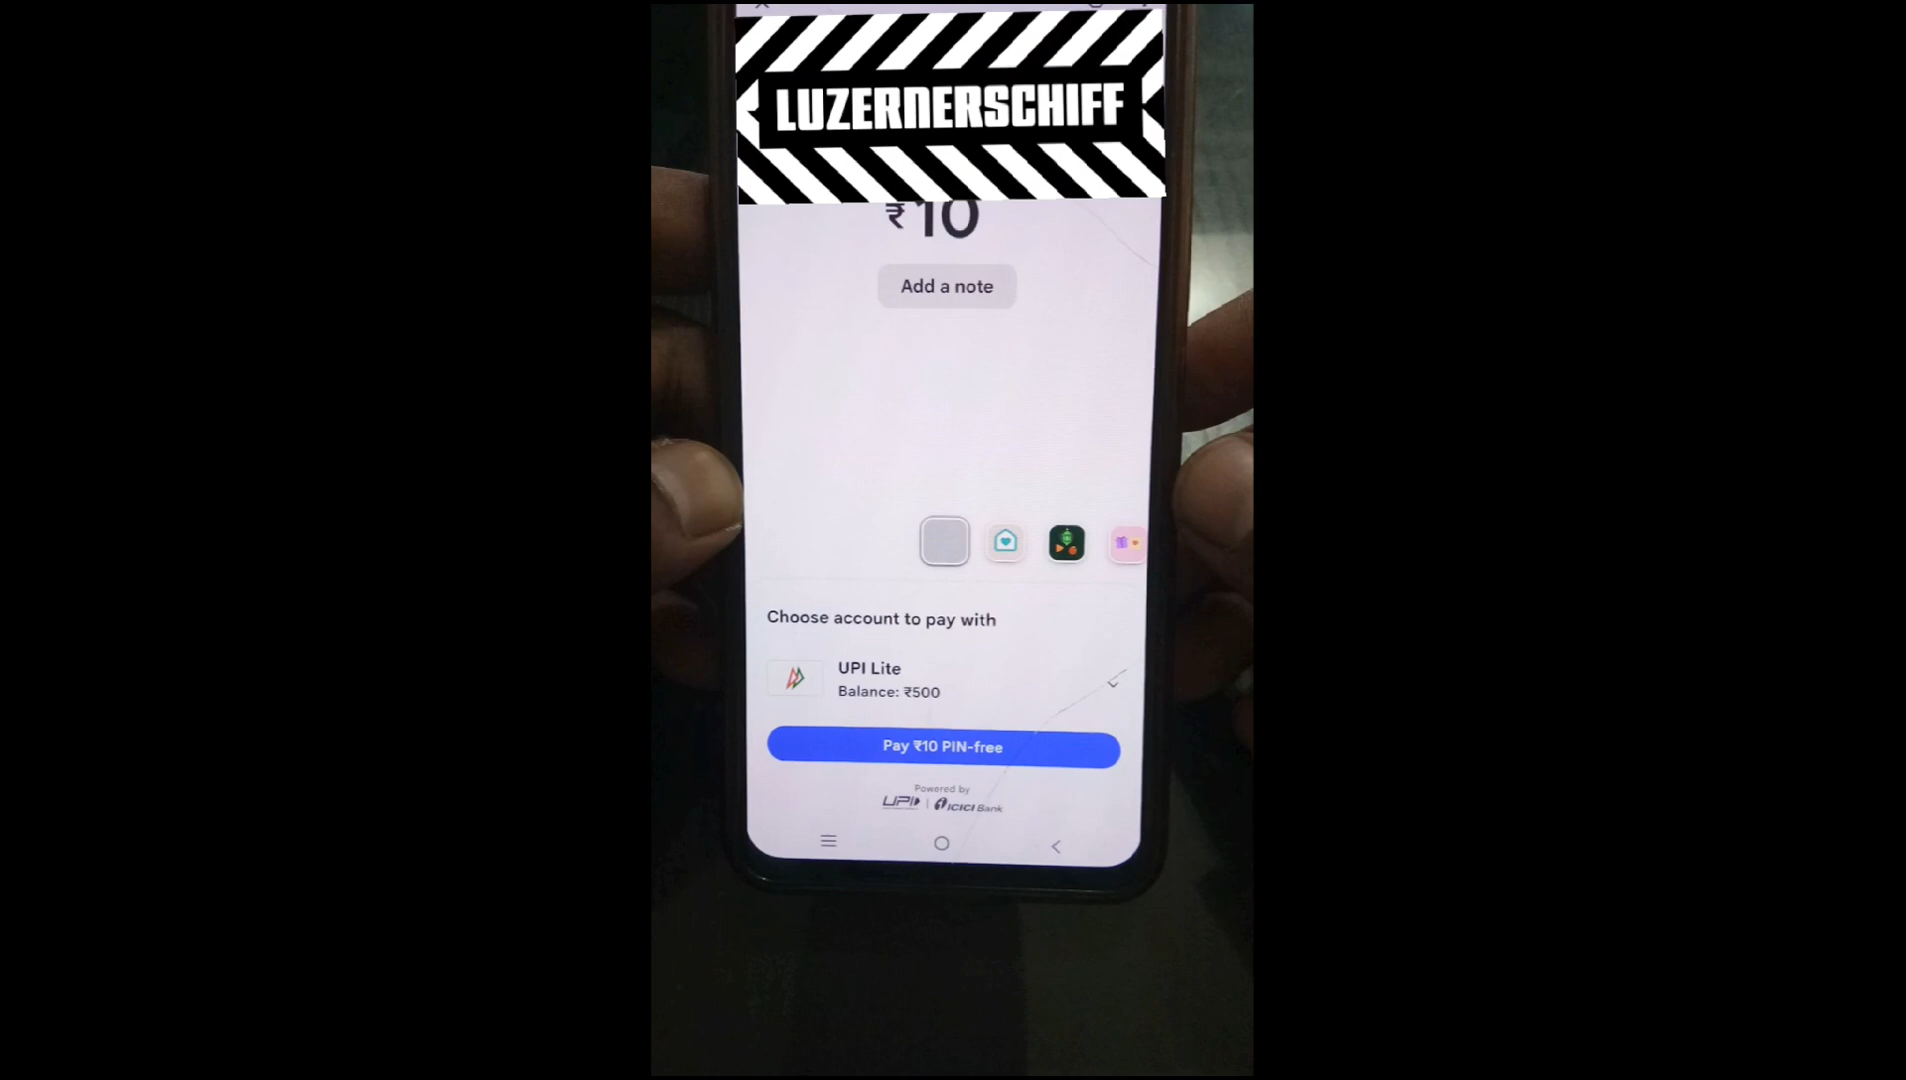 LUZERNERSCHIFF
₹10
Add a note
Choose account to pay with
UPI Lite
Balance: ₹500
Pay ₹10 PIN-free
Powered by
UPI | ICICI Bank